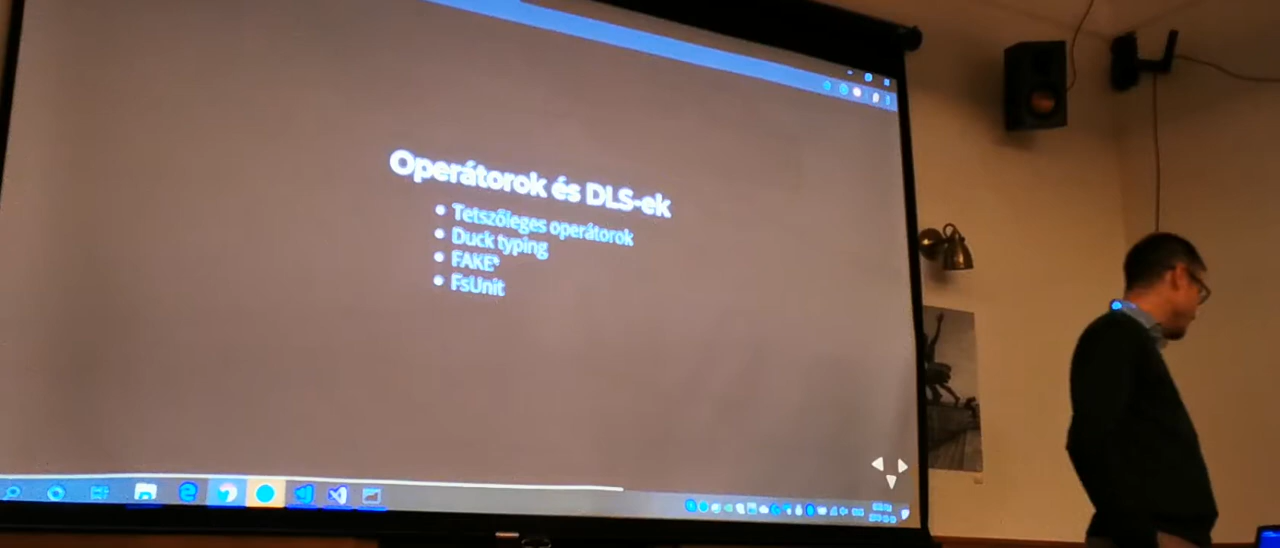 Operátorok és DLS-ek
Tetszőleges operátorok
Duck typing
FAKE*
FsUnit